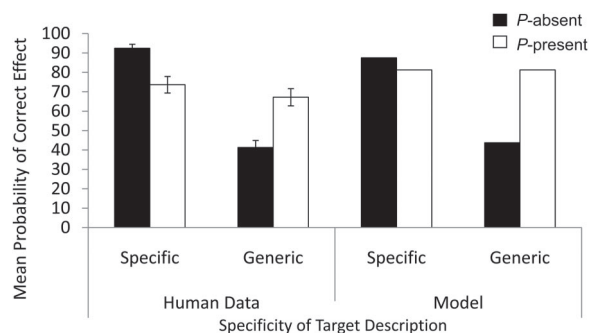 P-absent
P-present
Mean Probability of Correct Effect
100
90
80
70
60
50
40
30
20
10
0
Specific
Generic
Specific
Generic
Human Data
Model
Specificity of Target Description